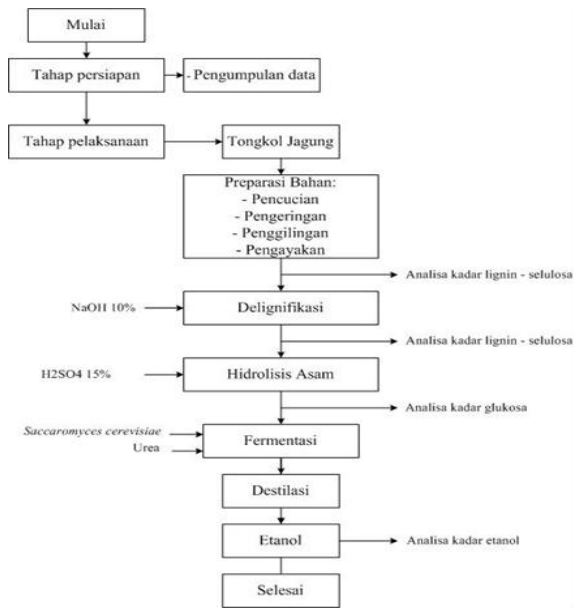 Mulai
Tahap persiapan
- Pengumpulan data
Tahap pelaksanaan
Tongkol Jagung
Preparasi Bahan:
- Pencucian
- Pengeringan
- Penggilingan
- Pengayakan
Analisa kadar lignin - selulosa
NaOH 10%
Delignifikasi
Analisa kadar lignin - selulosa
H2SO4 15%
Hidrolisis Asam
Analisa kadar glukosa
Saccaromyces cerevisiae
Urea
Fermentasi
Destilasi
Etanol
Analisa kadar etanol
Selesai